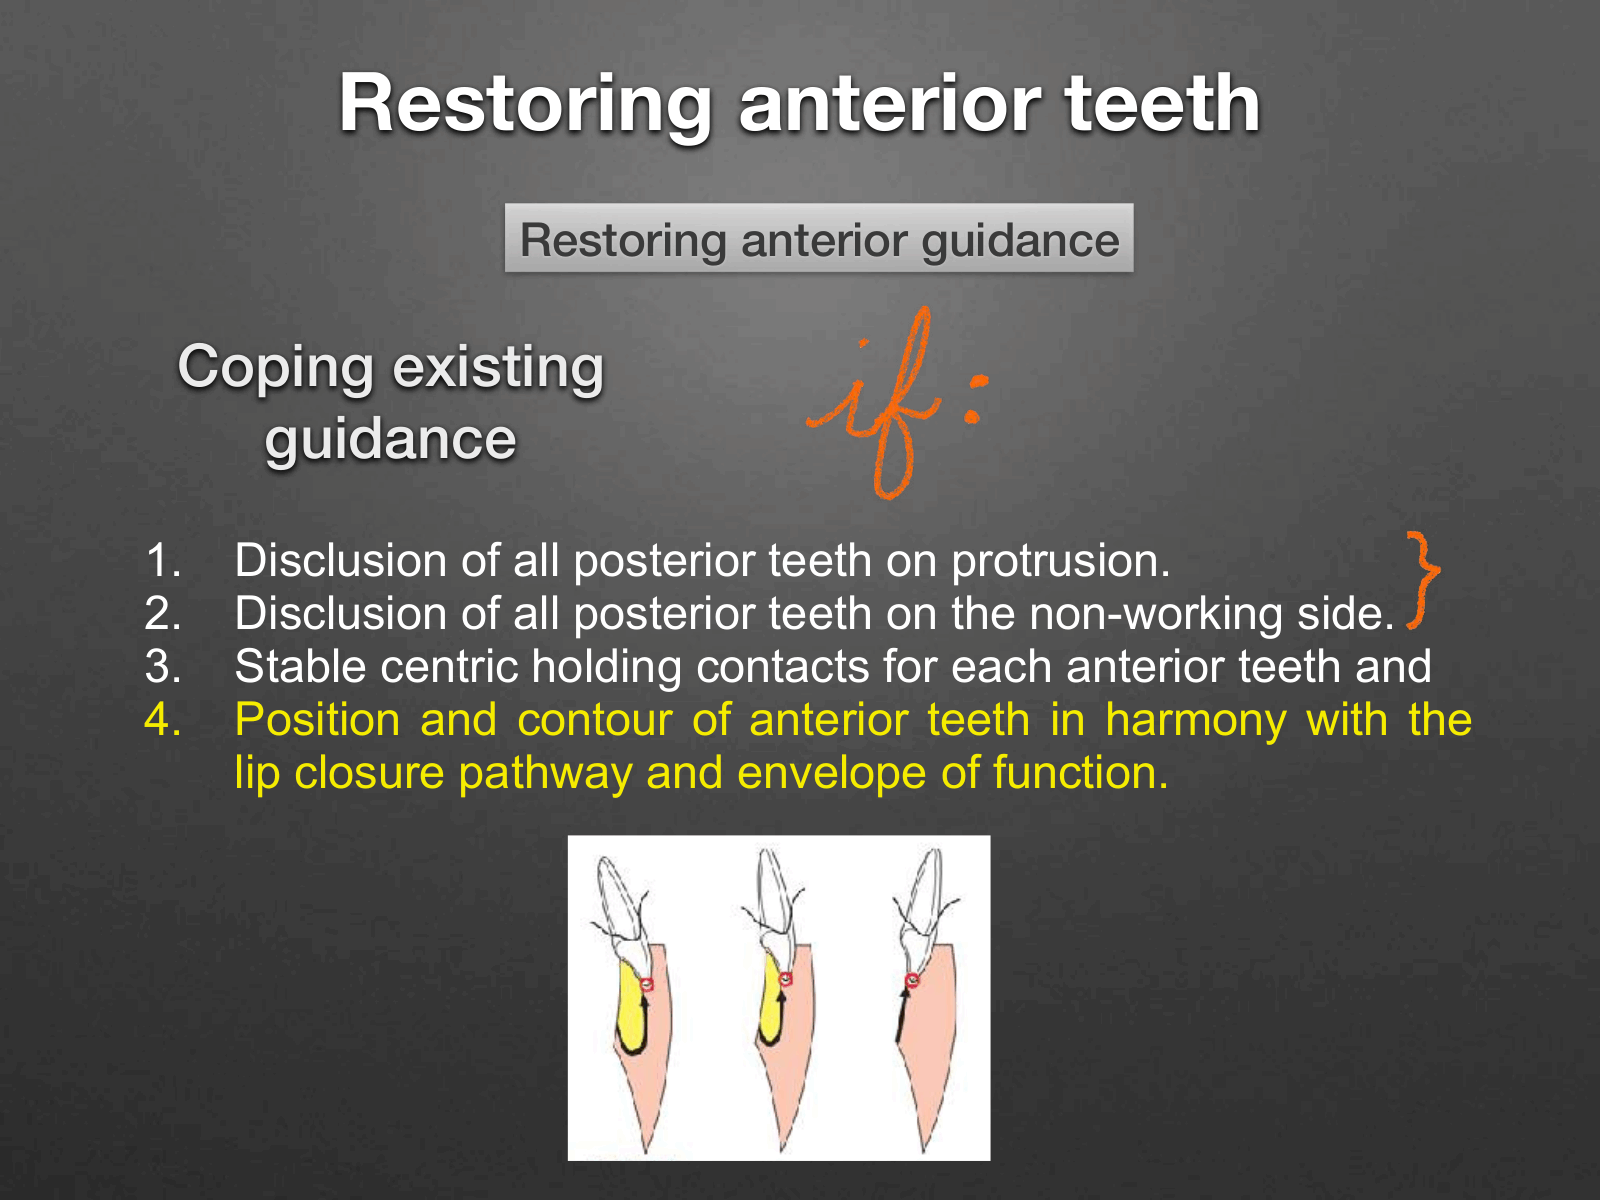 Restoring anterior teeth
Restoring anterior guidance
Coping existing
guidance
if:
1. Disclusion of all posterior teeth on protrusion.
2. Disclusion of all posterior teeth on the non-working side. }
3. Stable centric holding contacts for each anterior teeth and
4. Position and contour of anterior teeth in harmony with the
lip closure pathway and envelope of function.